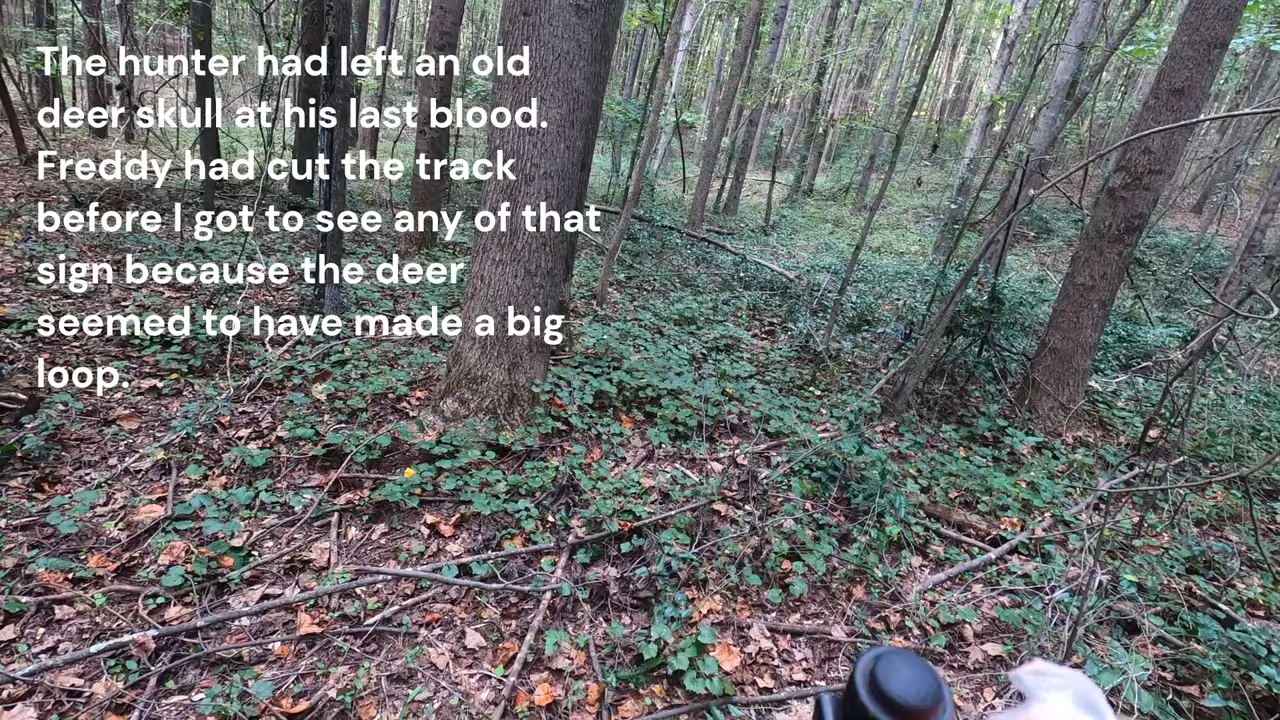 The hunter had left an old
deer skull at his last blood.
Freddy had cut the track
before I got to see any of that
sign because the deer
seemed to have made a big
loop.